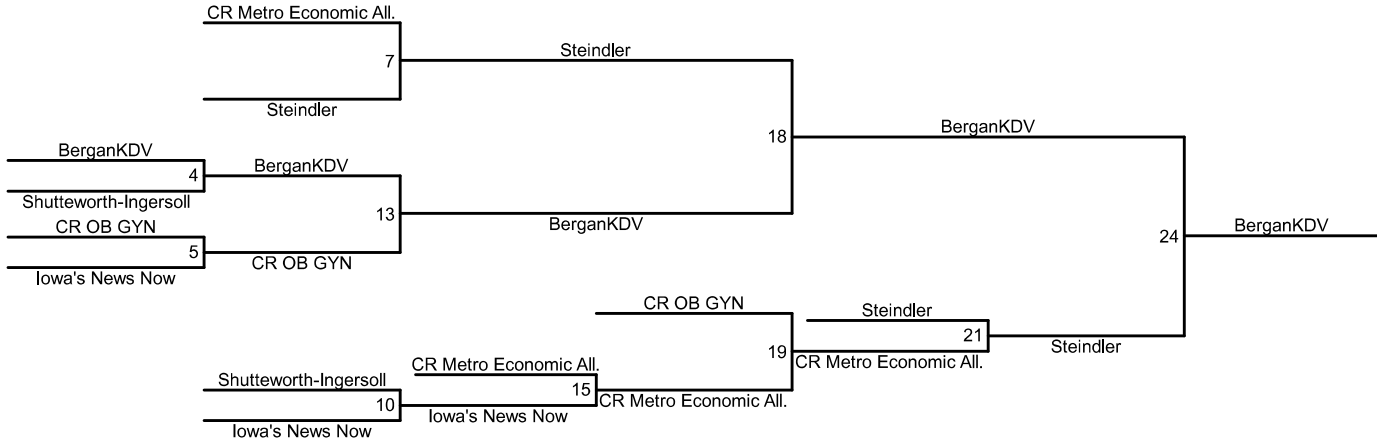 CR Metro Economic All.
7
Steindler
Steindler
18
BerganKDV
BerganKDV
4
Shutteworth-Ingersoll
BerganKDV
13
BerganKDV
CR OB GYN
5
Iowa's News Now
CR OB GYN
24
BerganKDV
CR OB GYN
19
Steindler
21
CR Metro Economic All.
Steindler
Shutteworth-Ingersoll
10
Iowa's News Now
CR Metro Economic All.
15
Iowa's News Now
CR Metro Economic All.